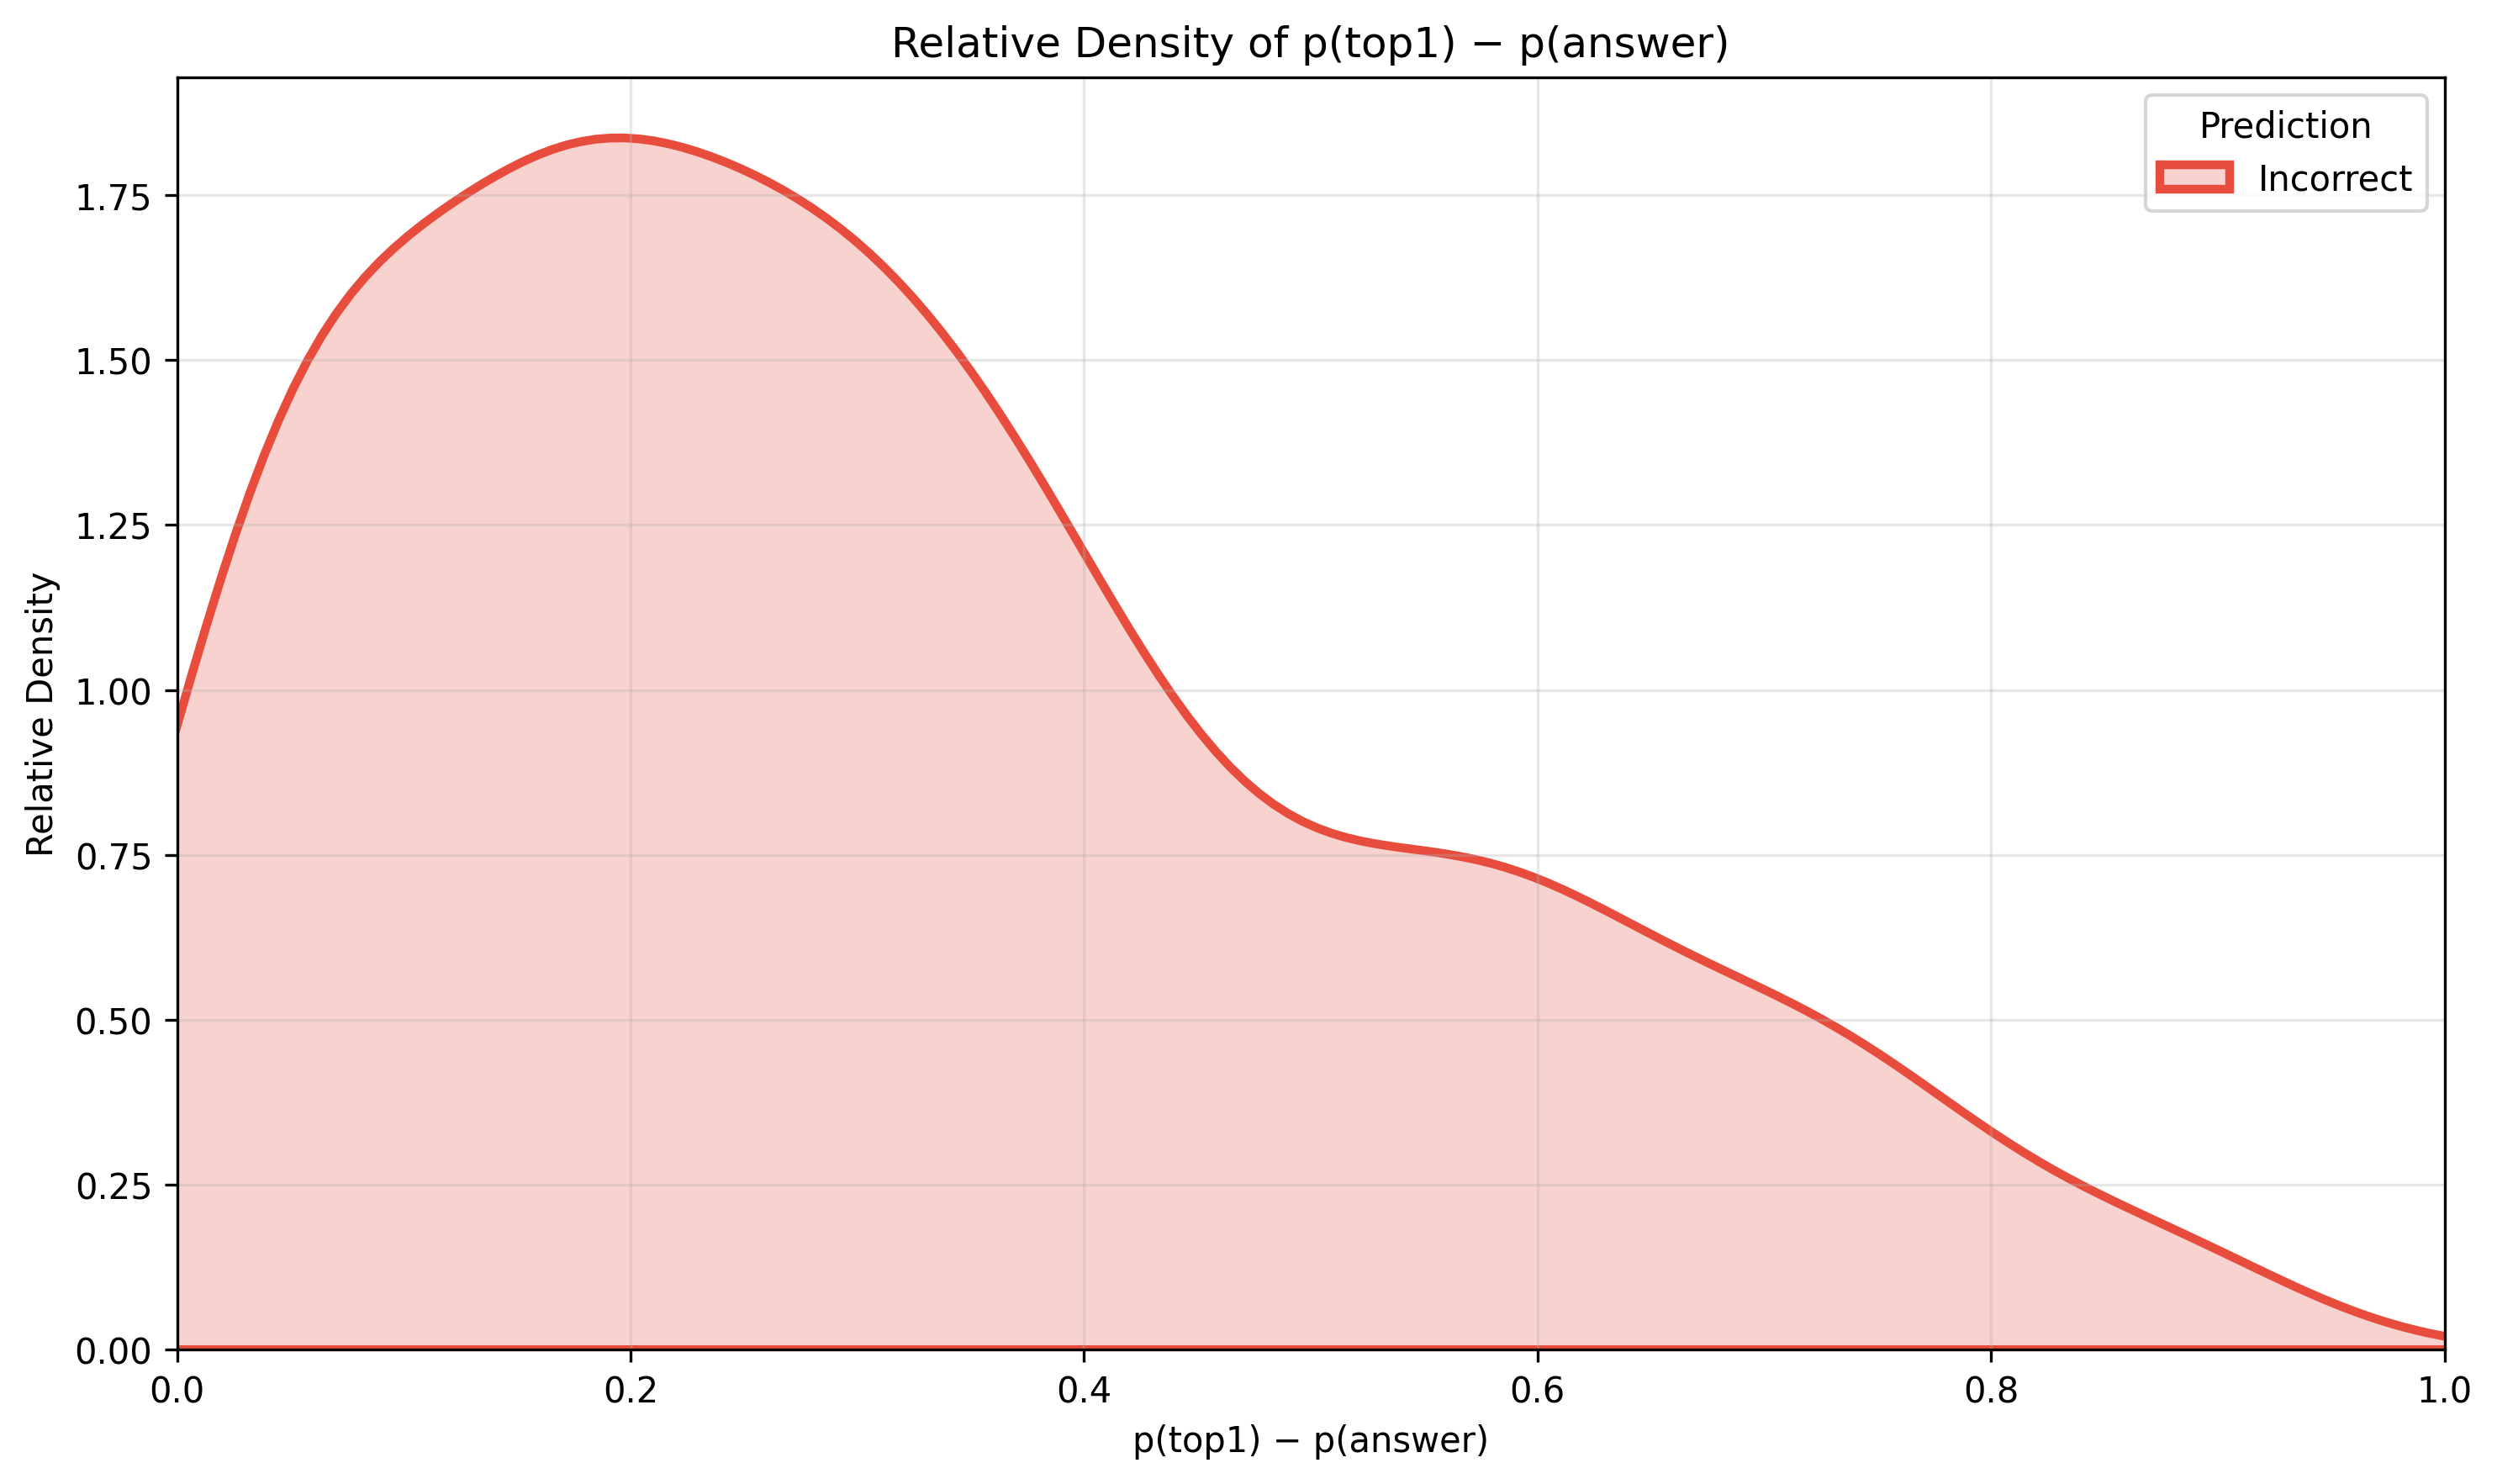 Relative Density of p(top1) − p(answer)
Prediction
Incorrect
Relative Density
1.75
1.50
1.25
1.00
0.75
0.50
0.25
0.00
0.0 0.2 0.4 0.6 0.8 1.0
p(top1) − p(answer)